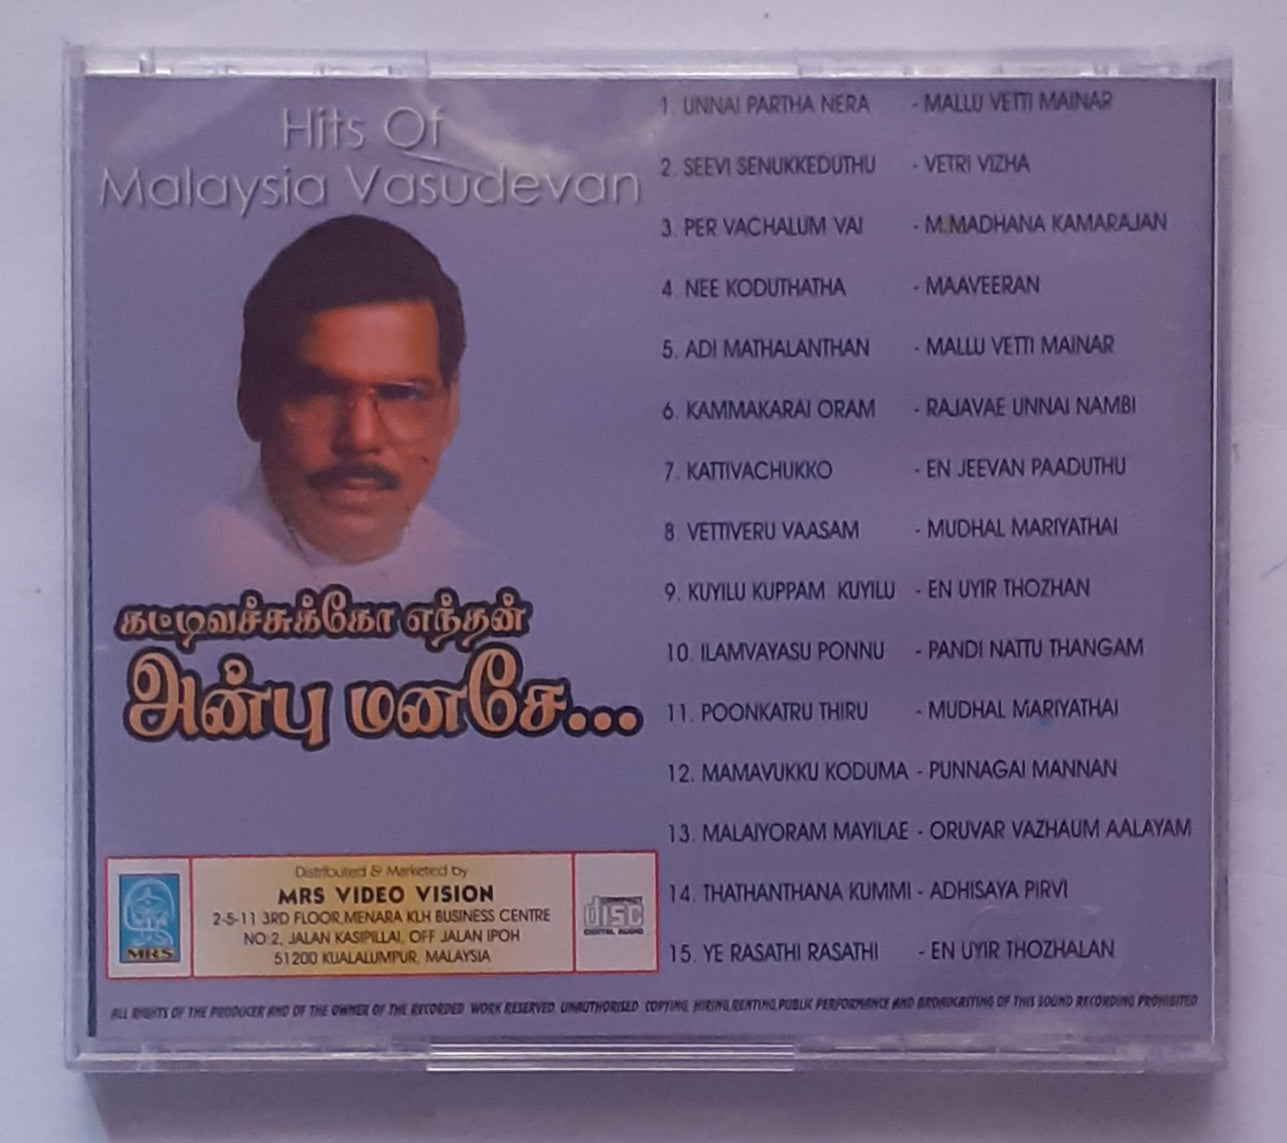 Hits Of
Malaysia Vasudevan
கட்டிவச்சுக்கோ எந்தன்
அன்பு மனசே...
1. UNNAI PARTHA NERA - MALLU VETTI MAINAR
2. SEEVI SENUKKEDUTHU - VETRI VIZHA
3. PER VACHALUM VAI - M.MADHANA KAMARAJAN
4. NEE KODUTHATHA - MAAVEERAN
5. ADI MATHALANTHAN - MALLU VETTI MAINAR
6. KAMMAKARAI ORAM - RAJAVAE UNNAI NAMBI
7. KATTIVACHUKKO - EN JEEVAN PAADUTHU
8. VETTIVERU VAASAM - MUDHAL MARIYATHAI
9. KUYILU KUPPAM KUYILU - EN UYIR THOZHAN
10. ILAMVAYASU PONNU - PANDI NATTU THANGAM
11. POONKATRU THIRU - MUDHAL MARIYATHAI
12. MAMAVUKKU KODUMA - PUNNAGAI MANNAN
13. MALAIYORAM MAYILAE - ORUVAR VAZHAUM AALAYAM
14. THATHANTHANA KUMMI - ADHISAYA PIRVI
15. YE RASATHI RASATHI - EN UYIR THOZHALAN
MRS
Distributed & Marketed by
MRS VIDEO VISION
2-5-11 3RD FLOOR,MENARA KLH BUSINESS CENTRE
NO:2, JALAN KASIPILLAI, OFF JALAN IPOH
51200 KUALALUMPUR, MALAYSIA
COMPACT
disc
DIGITAL AUDIO
ALL RIGHTS OF THE PRODUCER AND OF THE OWNER OF THE RECORDED WORK RESERVED. UNAUTHORISED COPYING, HIRING,RENTING,PUBLIC PERFORMANCE AND BROADCASTING OF THIS SOUND RECORDING PROHIBITED